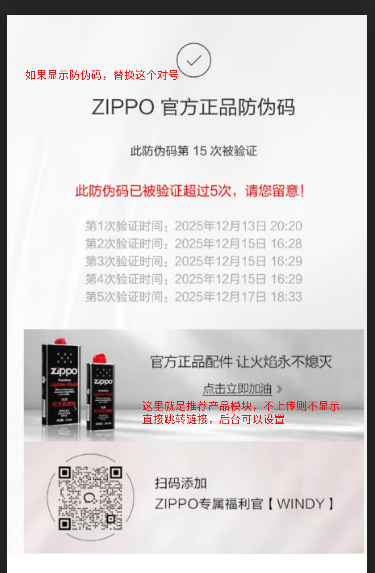 如果显示防伪码，替换这个对号
ZIPPO 官方正品防伪码
此防伪码第 15 次被验证
此防伪码已被验证超过5次，请您留意！
第1次验证时间：2025年12月13日 20:20
第2次验证时间：2025年12月15日 16:28
第3次验证时间：2025年12月15日 16:29
第4次验证时间：2025年12月15日 16:29
第5次验证时间：2025年12月17日 18:33
官方正品配件 让火焰永不熄灭
点击立即加油 》
这里就是推荐产品模块，不上传则不显示
直接跳转链接，后台可以设置
zippo
zippo
扫码添加
ZIPPO专属福利官【 WINDY 】